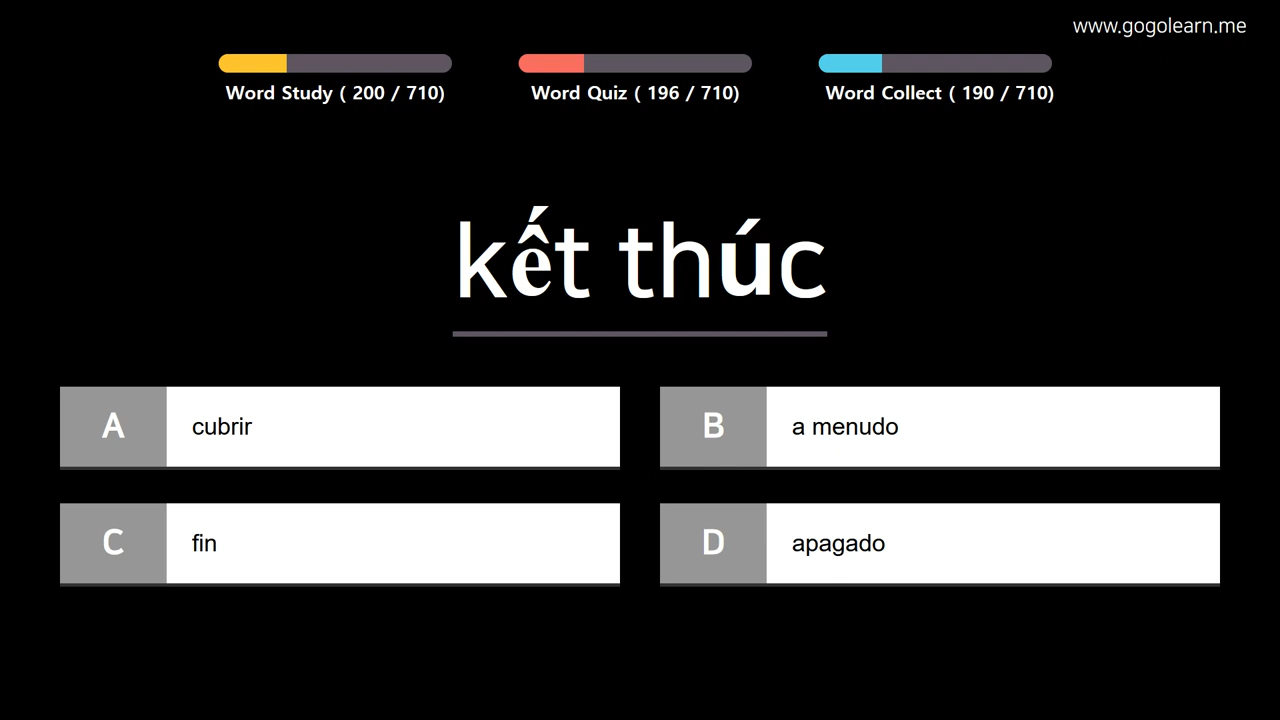 www.gogolearn.me
Word Study ( 200 / 710)
Word Quiz ( 196 / 710)
Word Collect ( 190 / 710)
kết thúc
A cubrir
B a menudo
C fin
D apagado